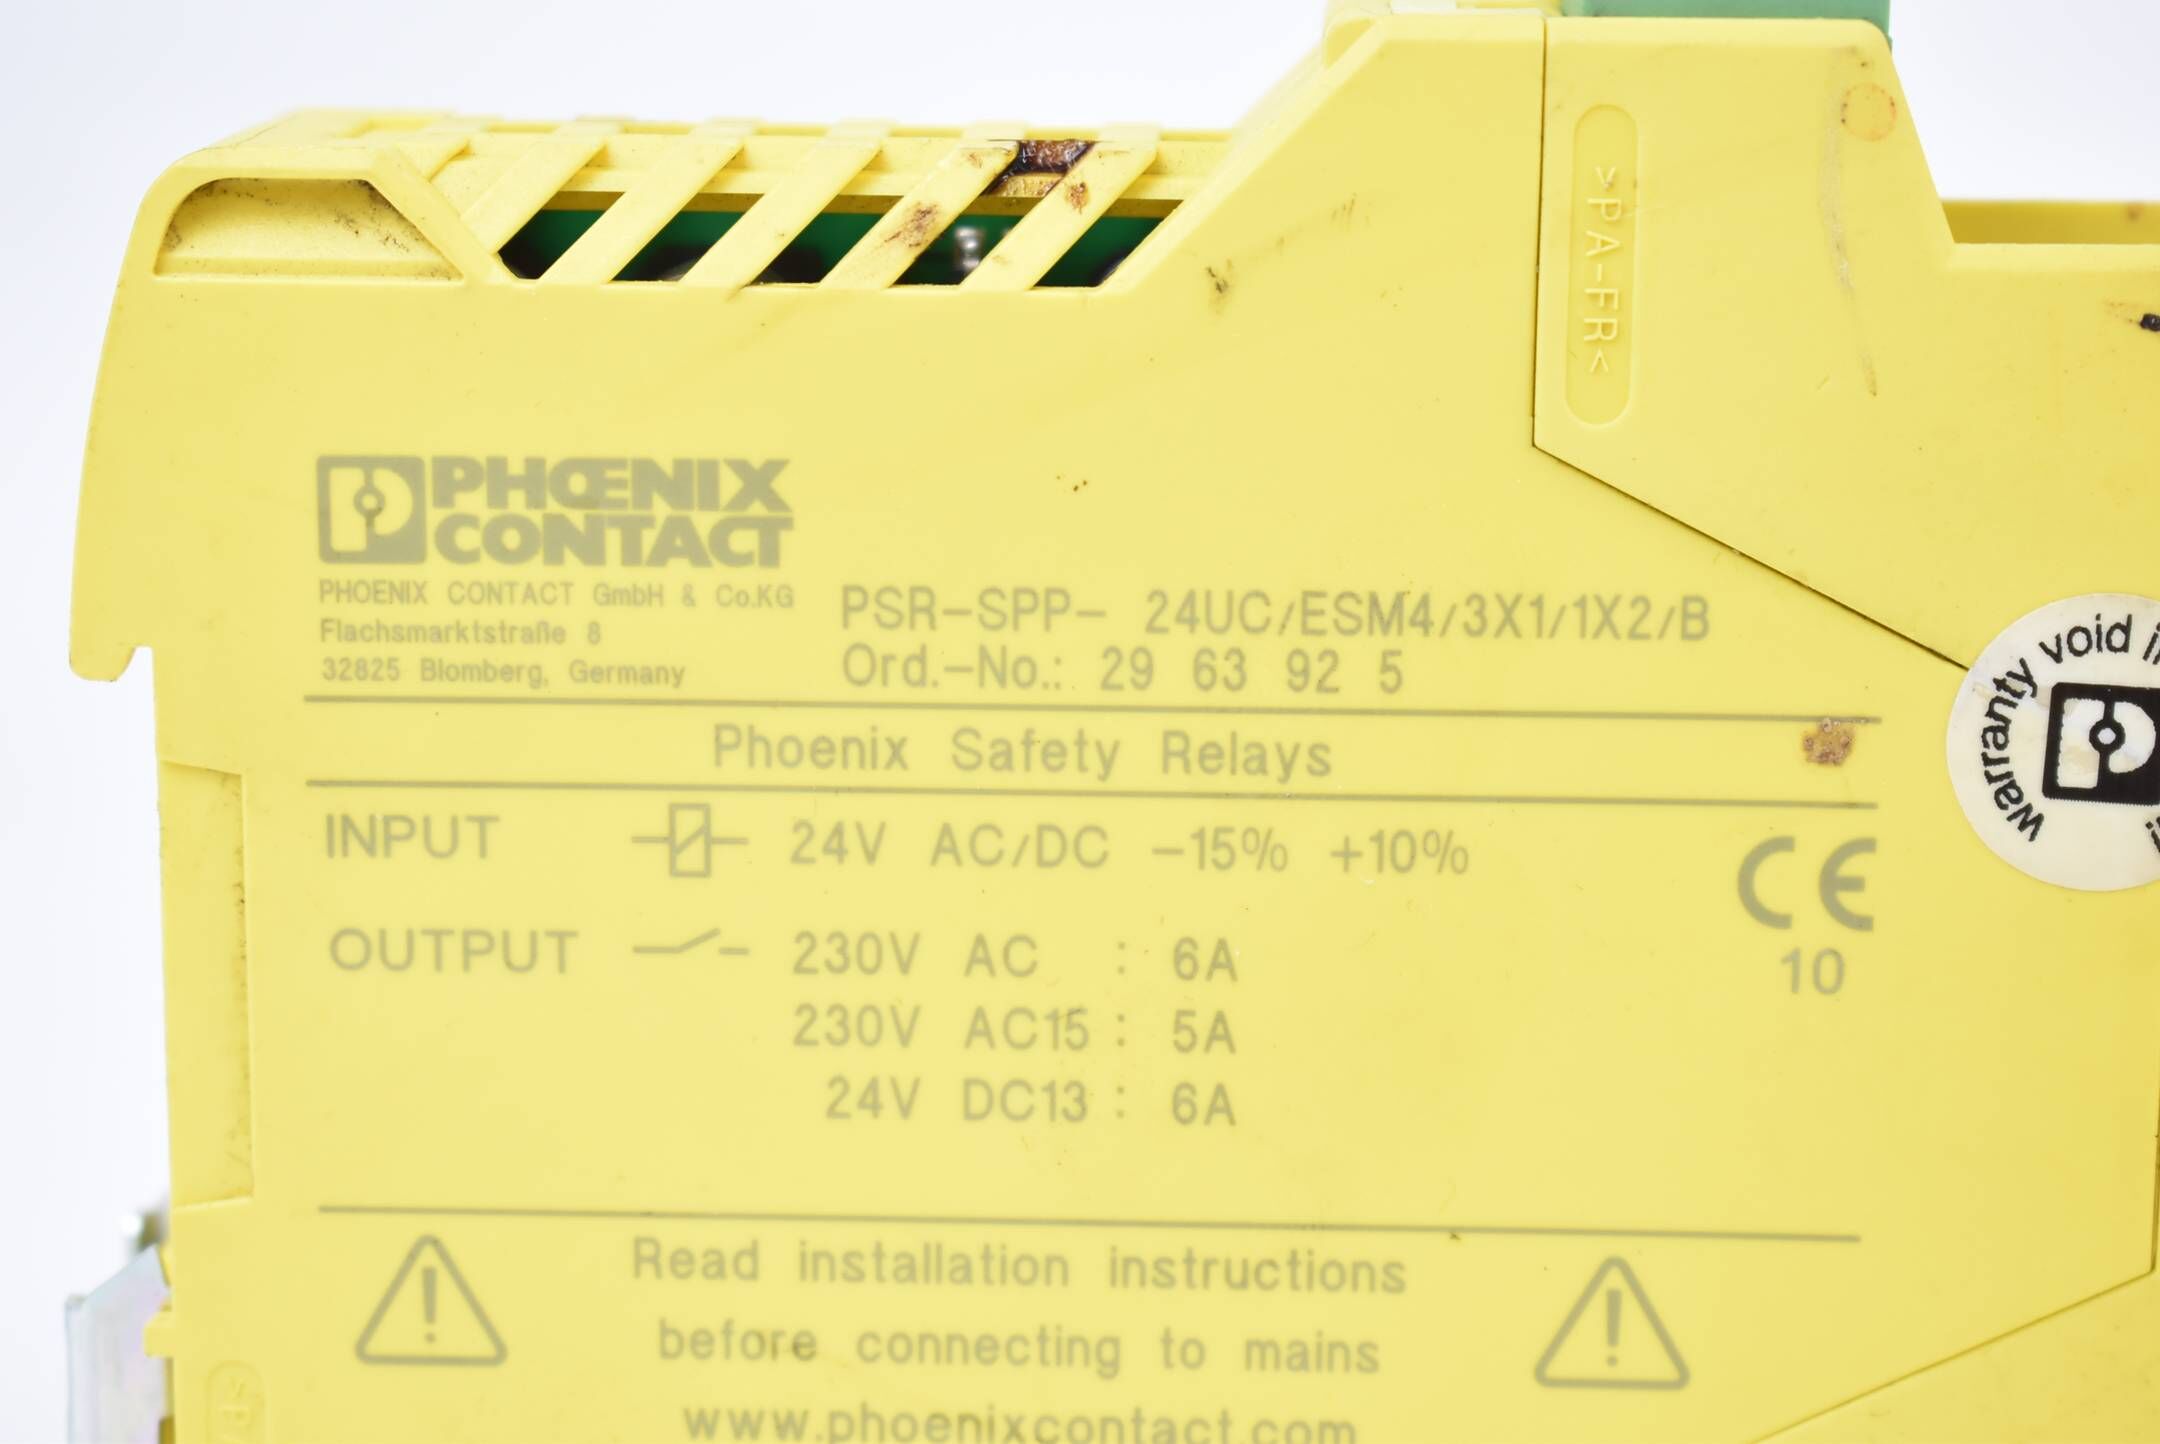 >PA-FR<
PHŒNIX
CONTACT
PHOENIX CONTACT GmbH & Co.KG
Flachsmarktstraße 8
32825 Blomberg, Germany
PSR-SPP- 24UC/ESM4/3X1/1X2/B
Ord.-No.: 29 63 92 5
Phoenix Safety Relays
INPUT 24V AC/DC -15% +10%
CE
10
OUTPUT 230V AC : 6A
230V AC15 : 5A
24V DC13 : 6A
warranty void
Read installation instructions
before connecting to mains
www.phoenixcontact.com